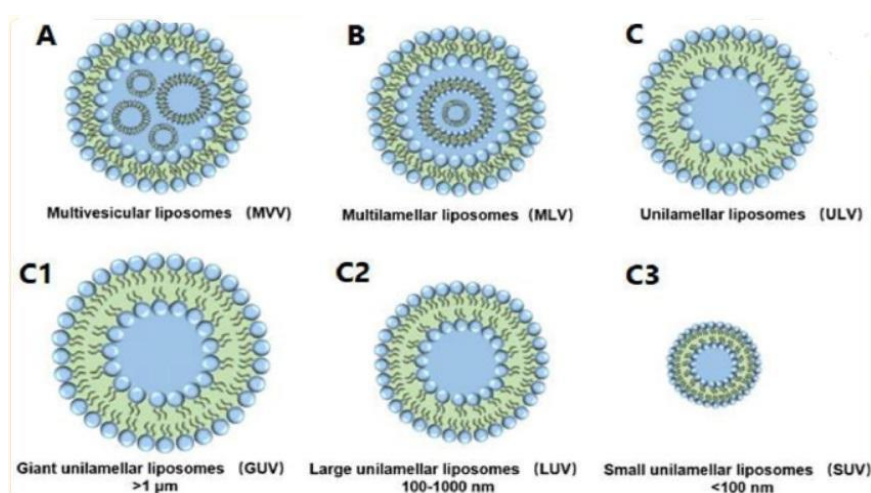 A
B
C
Multivesicular liposomes (MVV)
Multilamellar liposomes (MLV)
Unilamellar liposomes (ULV)
C1
C2
C3
Giant unilamellar liposomes (GUV)
>1 μm
Large unilamellar liposomes (LUV)
100-1000 nm
Small unilamellar liposomes (SUV)
<100 nm